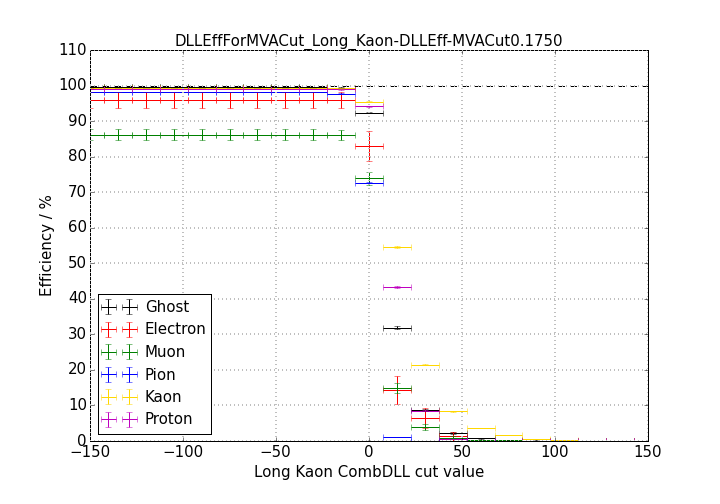 DLLEffForMVACut_Long_Kaon-DLLEff-MVACut0.1750
110
100
90
80
70
60
50
40
30
20
10
0
Efficiency / %
Ghost
Electron
Muon
Pion
Kaon
Proton
−150 −100 −50 0 50 100 150
Long Kaon CombDLL cut value